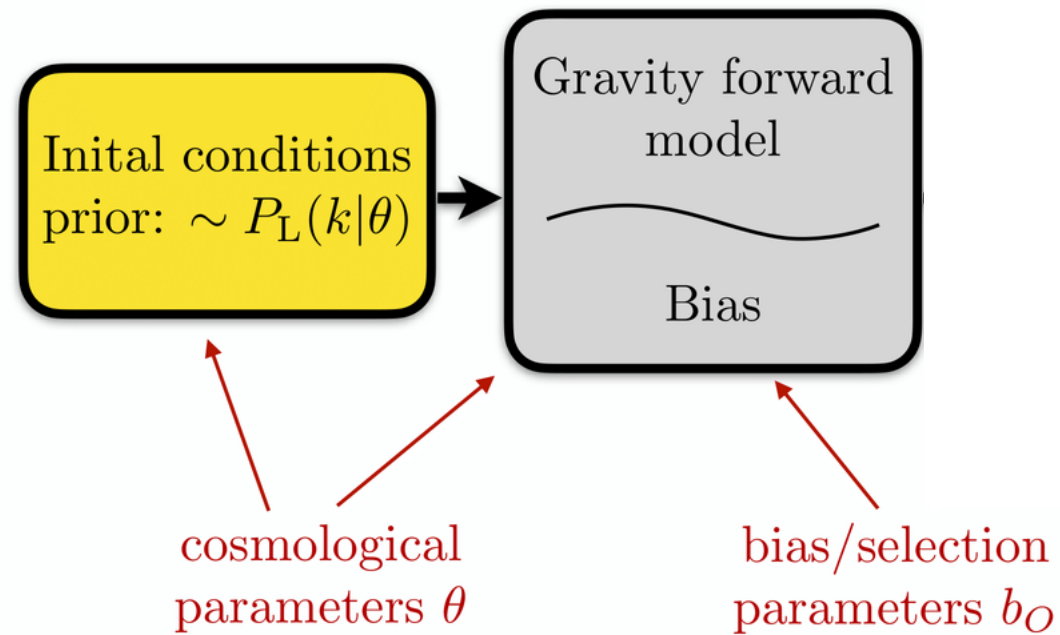 Inital conditions
prior: ∼ P_L(k|θ)
Gravity forward
model
Bias
cosmological
parameters θ
bias/selection
parameters b_O